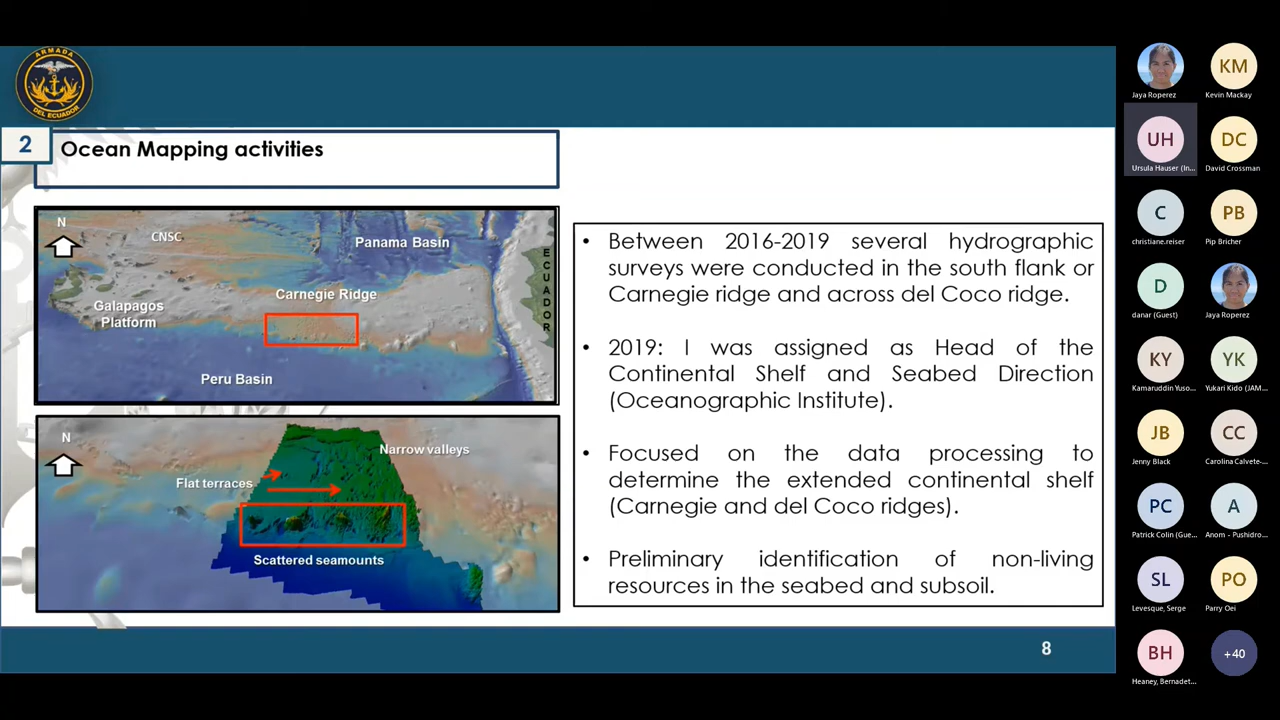 ARMADA
DEL ECUADOR
2
Ocean Mapping activities
N
CNSC
Panama Basin
ECUADOR
Carnegie Ridge
Galapagos
Platform
Peru Basin
N
Narrow valleys
Flat terraces
Scattered seamounts
• Between 2016-2019 several hydrographic
surveys were conducted in the south flank or
Carnegie ridge and across del Coco ridge.
• 2019: I was assigned as Head of the
Continental Shelf and Seabed Direction
(Oceanographic Institute).
• Focused on the data processing to
determine the extended continental shelf
(Carnegie and del Coco ridges).
• Preliminary identification of non-living
resources in the seabed and subsoil.
8
Jaya Roperez
KM
Kevin Mackay
UH
Ursula Hauser (In...
DC
David Crossman
C
christiane.reiser
PB
Pip Bricher
D
danar (Guest)
Jaya Roperez
KY
Kamaruddin Yuso...
YK
Yukari Kido (JAM...
JB
Jenny Black
CC
Carolina Calvete-...
PC
Patrick Colin (Gue...
A
Anom - Pushidro...
SL
Levesque, Serge
PO
Parry Oei
BH
Heaney, Bernadet...
+40